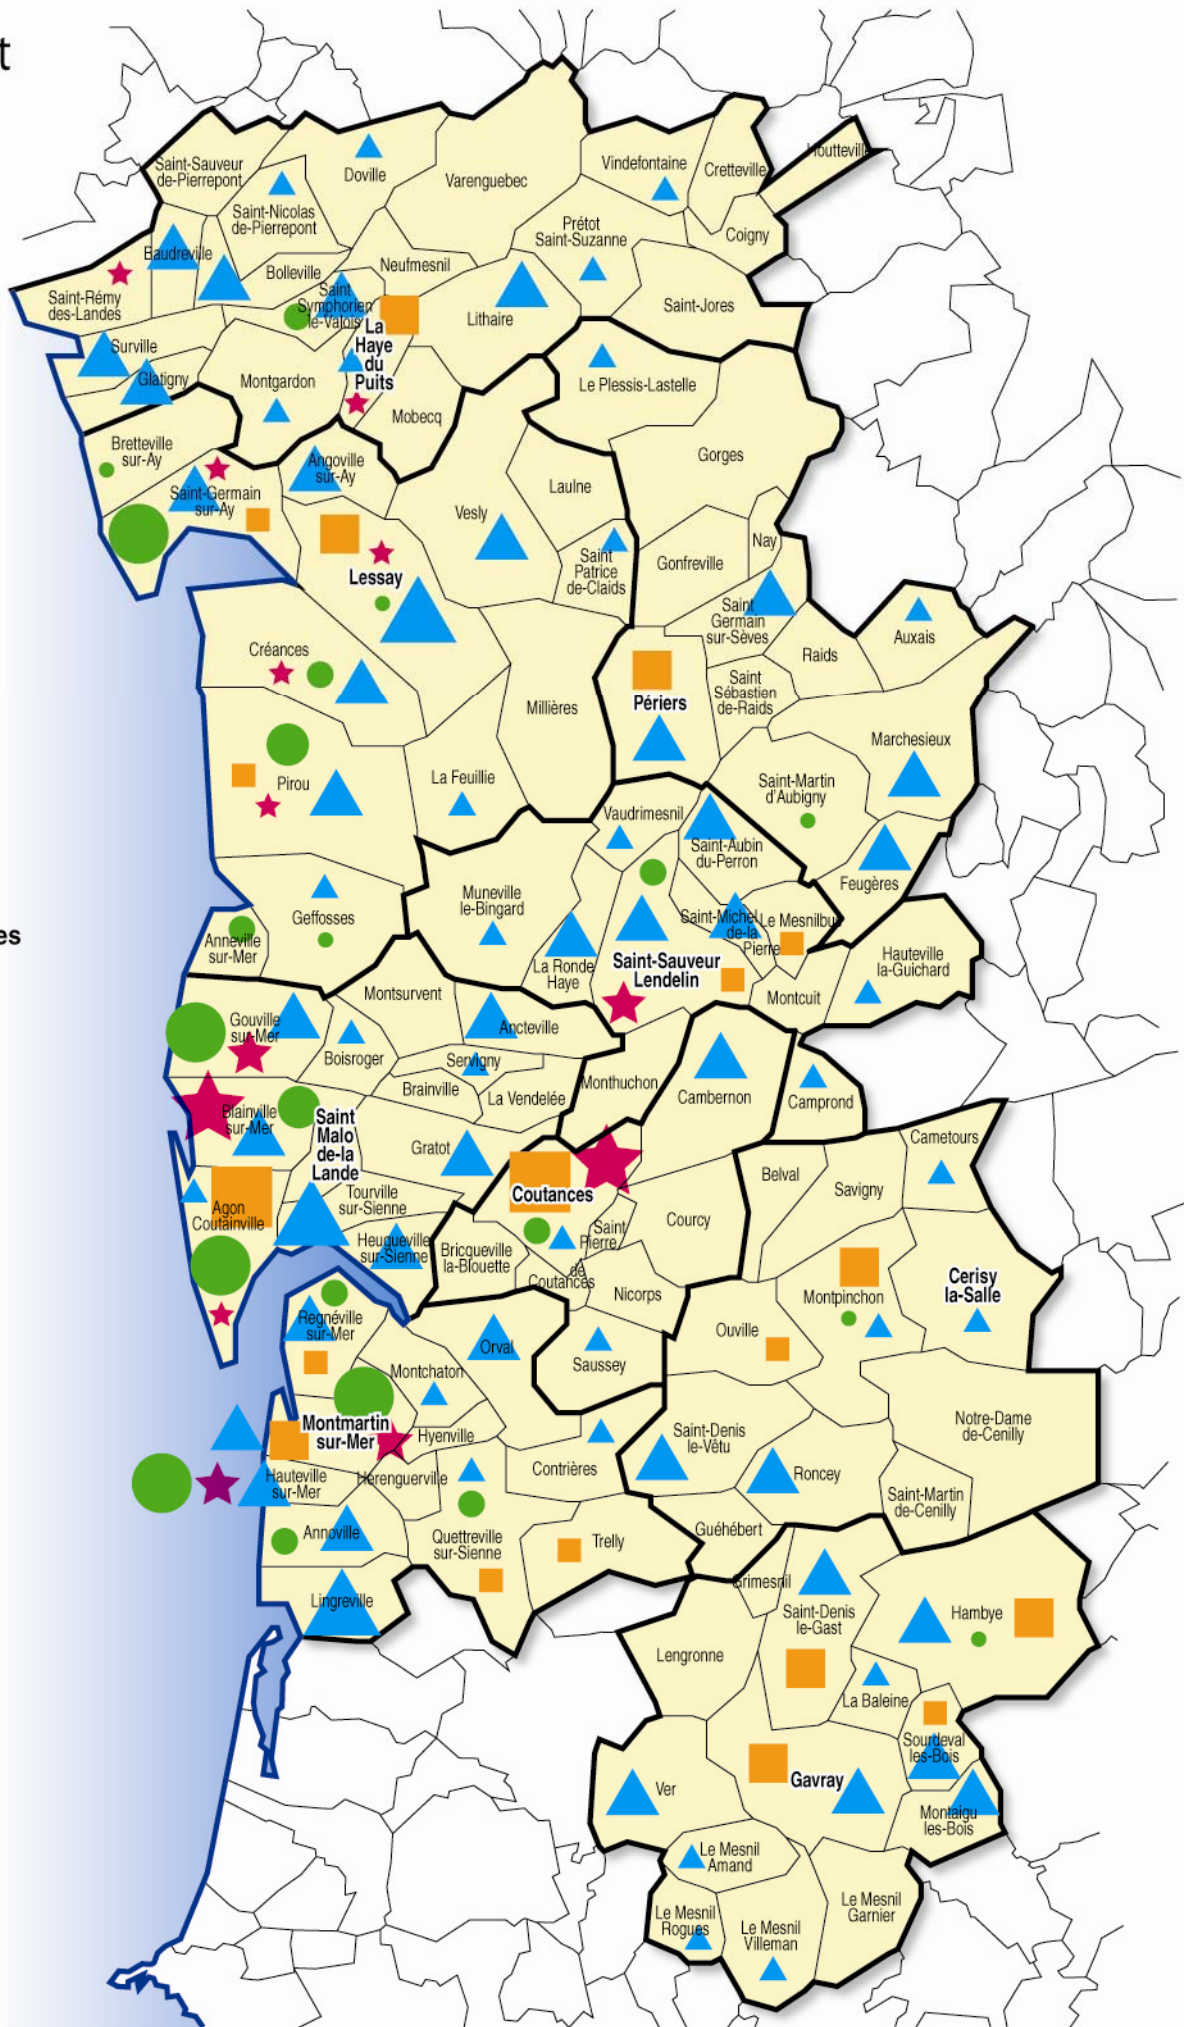 t
Saint-Sauveur
de-Pierrepont
Doville
Varenguebec
Vindefontaine
Cretteville
Houtteville
Saint-Nicolas
de-Pierrepont
Prétot
Saint-Suzanne
Coigny
Baudreville
Bolleville
Neufmesnil
Saint-Rémy
des-Landes
Saint
Symphorien
le-Valois
Lithaire
Saint-Jores
La
Haye
du
Puits
Surville
Glatigny
Montgardon
Mobecq
Le Plessis-Lastelle
Bretteville
sur-Ay
Angoville
sur-Ay
Gorges
Saint-Germain
sur-Ay
Laulne
Vesly
Nay
Saint
Patrice
de-Claids
Gonfreville
Lessay
Saint
Germain
sur-Sèves
Auxais
Créances
Raids
Saint
Sébastien
de-Raids
Périers
Millières
Marchesieux
Pirou
La Feuillie
Saint-Martin
d'Aubigny
Vaudrimesnil
Saint-Aubin
du-Perron
Feugères
Muneville
le-Bingard
Geffosses
Saint-Michel
de-la
Pierre
Le Mesnilbus
es
Anneville
sur-Mer
La Ronde
Haye
Saint-Sauveur
Lendelin
Hauteville
la-Guichard
Montsurvent
Montcuit
Gouville
sur-Mer
Ancteville
Boisroger
Servigny
Brainville
La Vendelée
Monthuchon
Cambernon
Camprond
Blainville
sur-Mer
Saint
Malo
de-la
Lande
Gratot
Cametours
Belval
Savigny
Coutances
Agon
Coutainville
Tourville
sur-Sienne
Heugueville
sur-Sienne
Bricqueville
la-Blouette
Saint
Pierre
de
Coutances
Courcy
Nicorps
Cerisy
la-Salle
Montpinchon
Regnéville
sur-Mer
Orval
Ouville
Saussey
Montchaton
Montmartin
sur-Mer
Hyenville
Saint-Denis
le-Vêtu
Notre-Dame
de-Cenilly
Hauteville
sur-Mer
Herenguerville
Contrières
Roncey
Saint-Martin
de-Cenilly
Annoville
Quettreville
sur-Sienne
Trelly
Guéhébert
Lingreville
Grimesnil
Saint-Denis
le-Gast
Hambye
Lengronne
La Baleine
Sourdeval
les-Bois
Ver
Gavray
Montaigu
les-Bois
Le Mesnil
Amand
Le Mesnil
Rogues
Le Mesnil
Villeman
Le Mesnil
Garnier